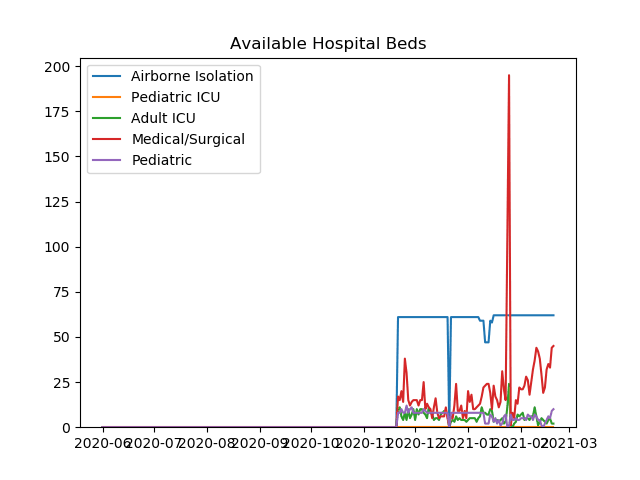 Available Hospital Beds
200
175
150
125
100
75
50
25
0
Airborne Isolation
Pediatric ICU
Adult ICU
Medical/Surgical
Pediatric
2020-06 2020-07 2020-08 2020-09 2020-10 2020-11 2020-12 2021-01 2021-02 2021-03